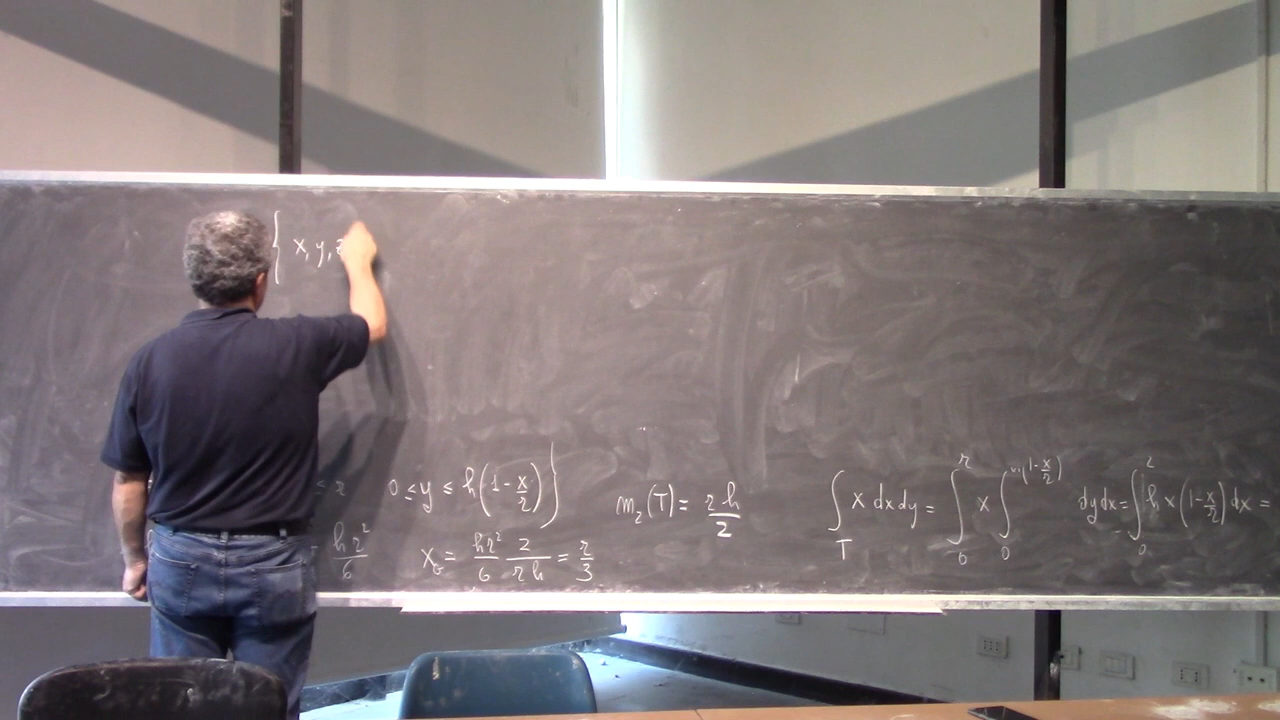 { x, y, z
≤ r 0 ≤ y ≤ h(1 - x/r) } m₂(T) = rh/2 ∫_T x dx dy = ∫_0^r x ∫_0^{h(1-x/r)} dy dx = ∫_0^r h x (1 - x/r) dx =
hr²/6 x_G = hr²/6 2/rh = r/3